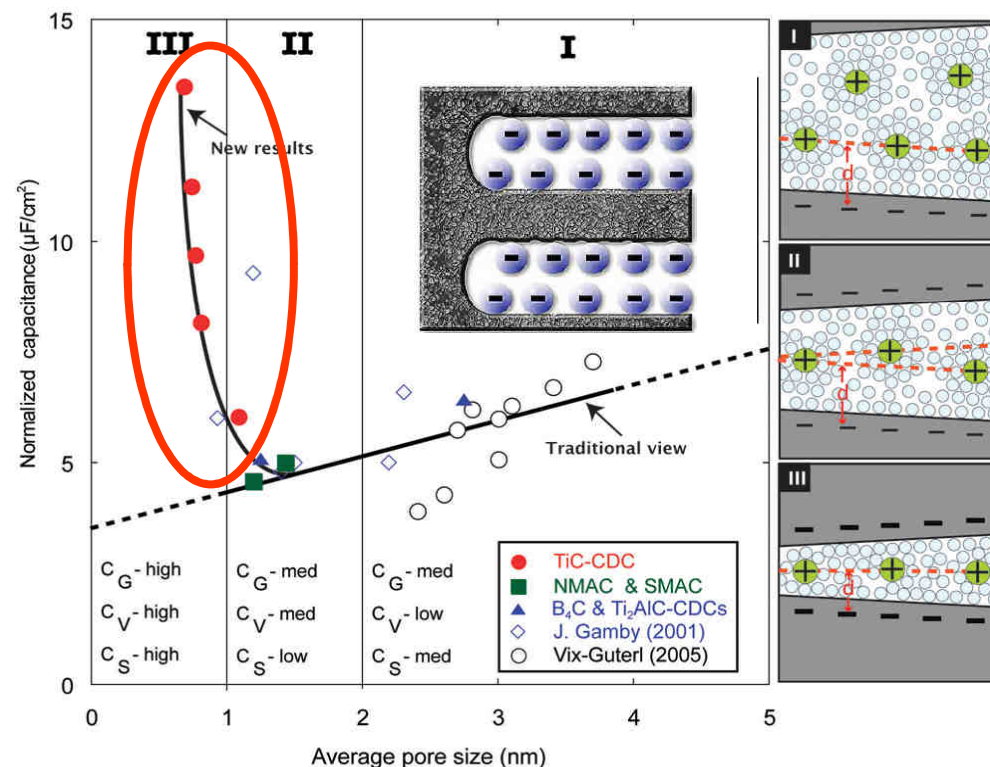 15
10
5
0
Normalized capacitance (µF/cm²)
III
II
I
New results
Traditional view
C_G - high
C_V - high
C_S - high
C_G - med
C_V - med
C_S - low
C_G - med
C_V - low
C_S - med
TiC-CDC
NMAC & SMAC
B₄C & Ti₂AlC-CDCs
J. Gamby (2001)
Vix-Guterl (2005)
0 1 2 3 4 5
Average pore size (nm)
I
d
II
d
III
d